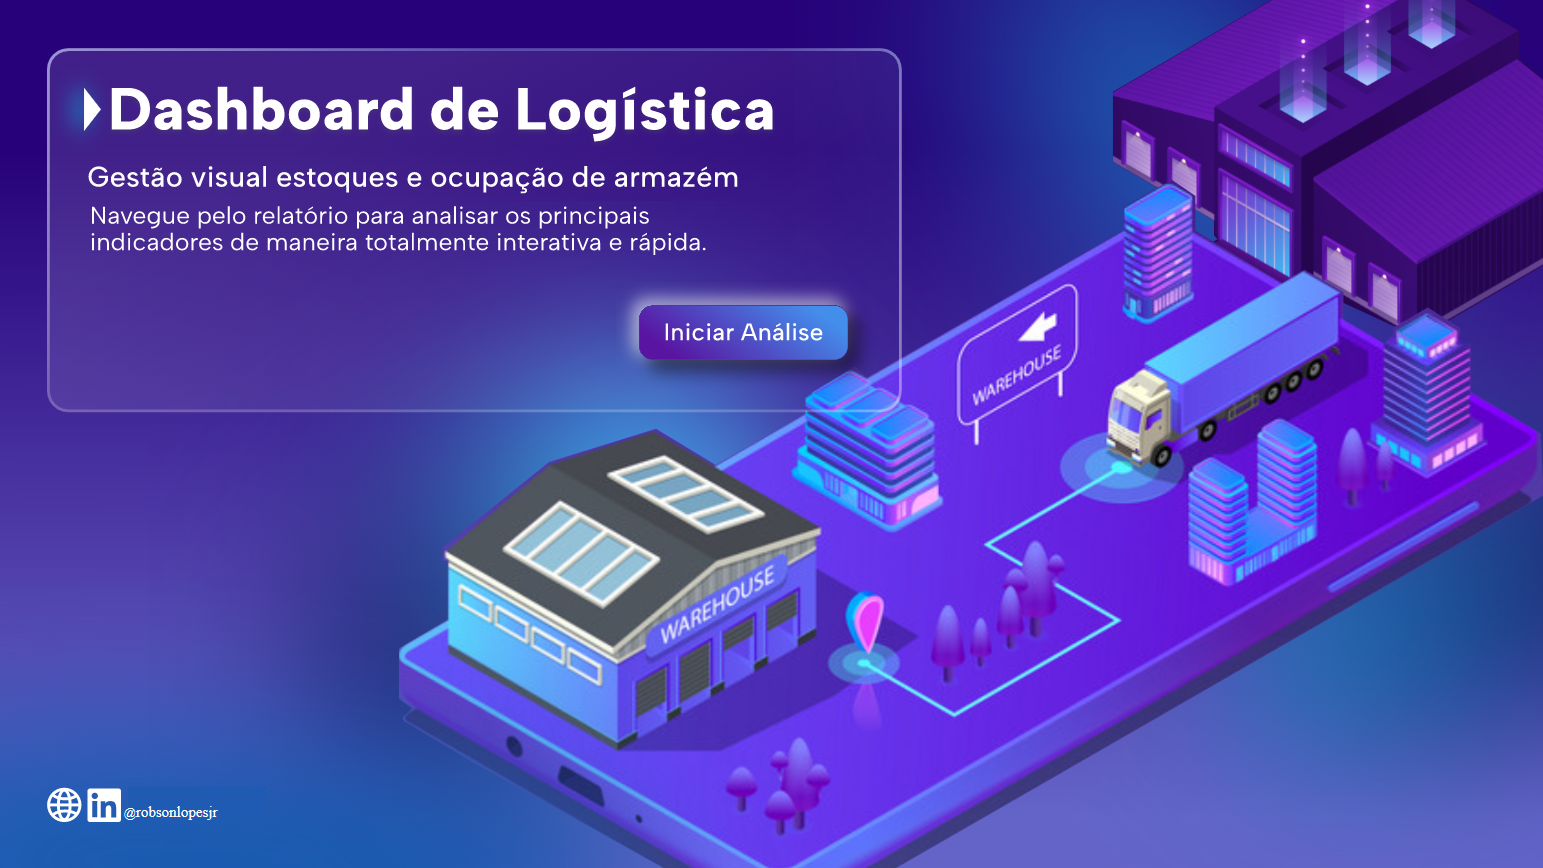 Dashboard de Logística
Gestão visual estoques e ocupação de armazém
Navegue pelo relatório para analisar os principais
indicadores de maneira totalmente interativa e rápida.
Iniciar Análise
WAREHOUSE
WAREHOUSE
in @robsonlopesjr